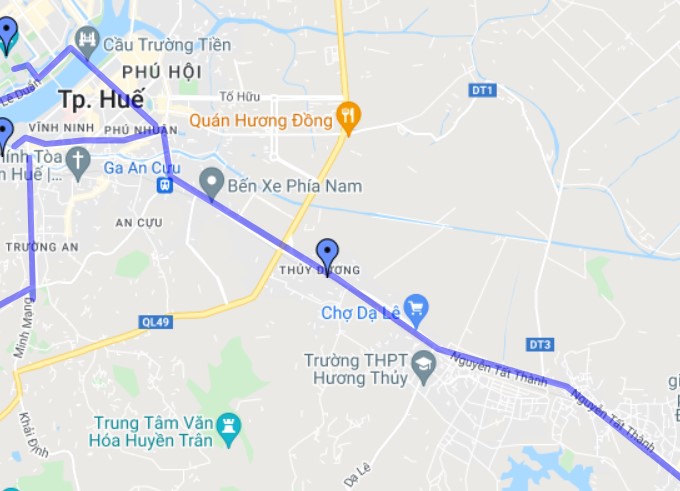 Cầu Trường Tiền
PHÚ HỘI
Lê Duẩn
Tp. Huế
Tố Hữu
DT1
Quán Hương Đồng
VĨNH NINH
PHÚ NHUẬN
hính Tòa
n Huế |...
Ga An Cựu
Bến Xe Phía Nam
AN CỰU
TRƯỜNG AN
THỦY DƯƠNG
Minh Mạng
QL49
Chợ Dạ Lê
DT3
Trường THPT
Hương Thủy
Nguyễn Tất Thành
Nguyễn Tất Thành
gi
Khải Định
Trung Tâm Văn
Hóa Huyền Trân
Dạ Lê